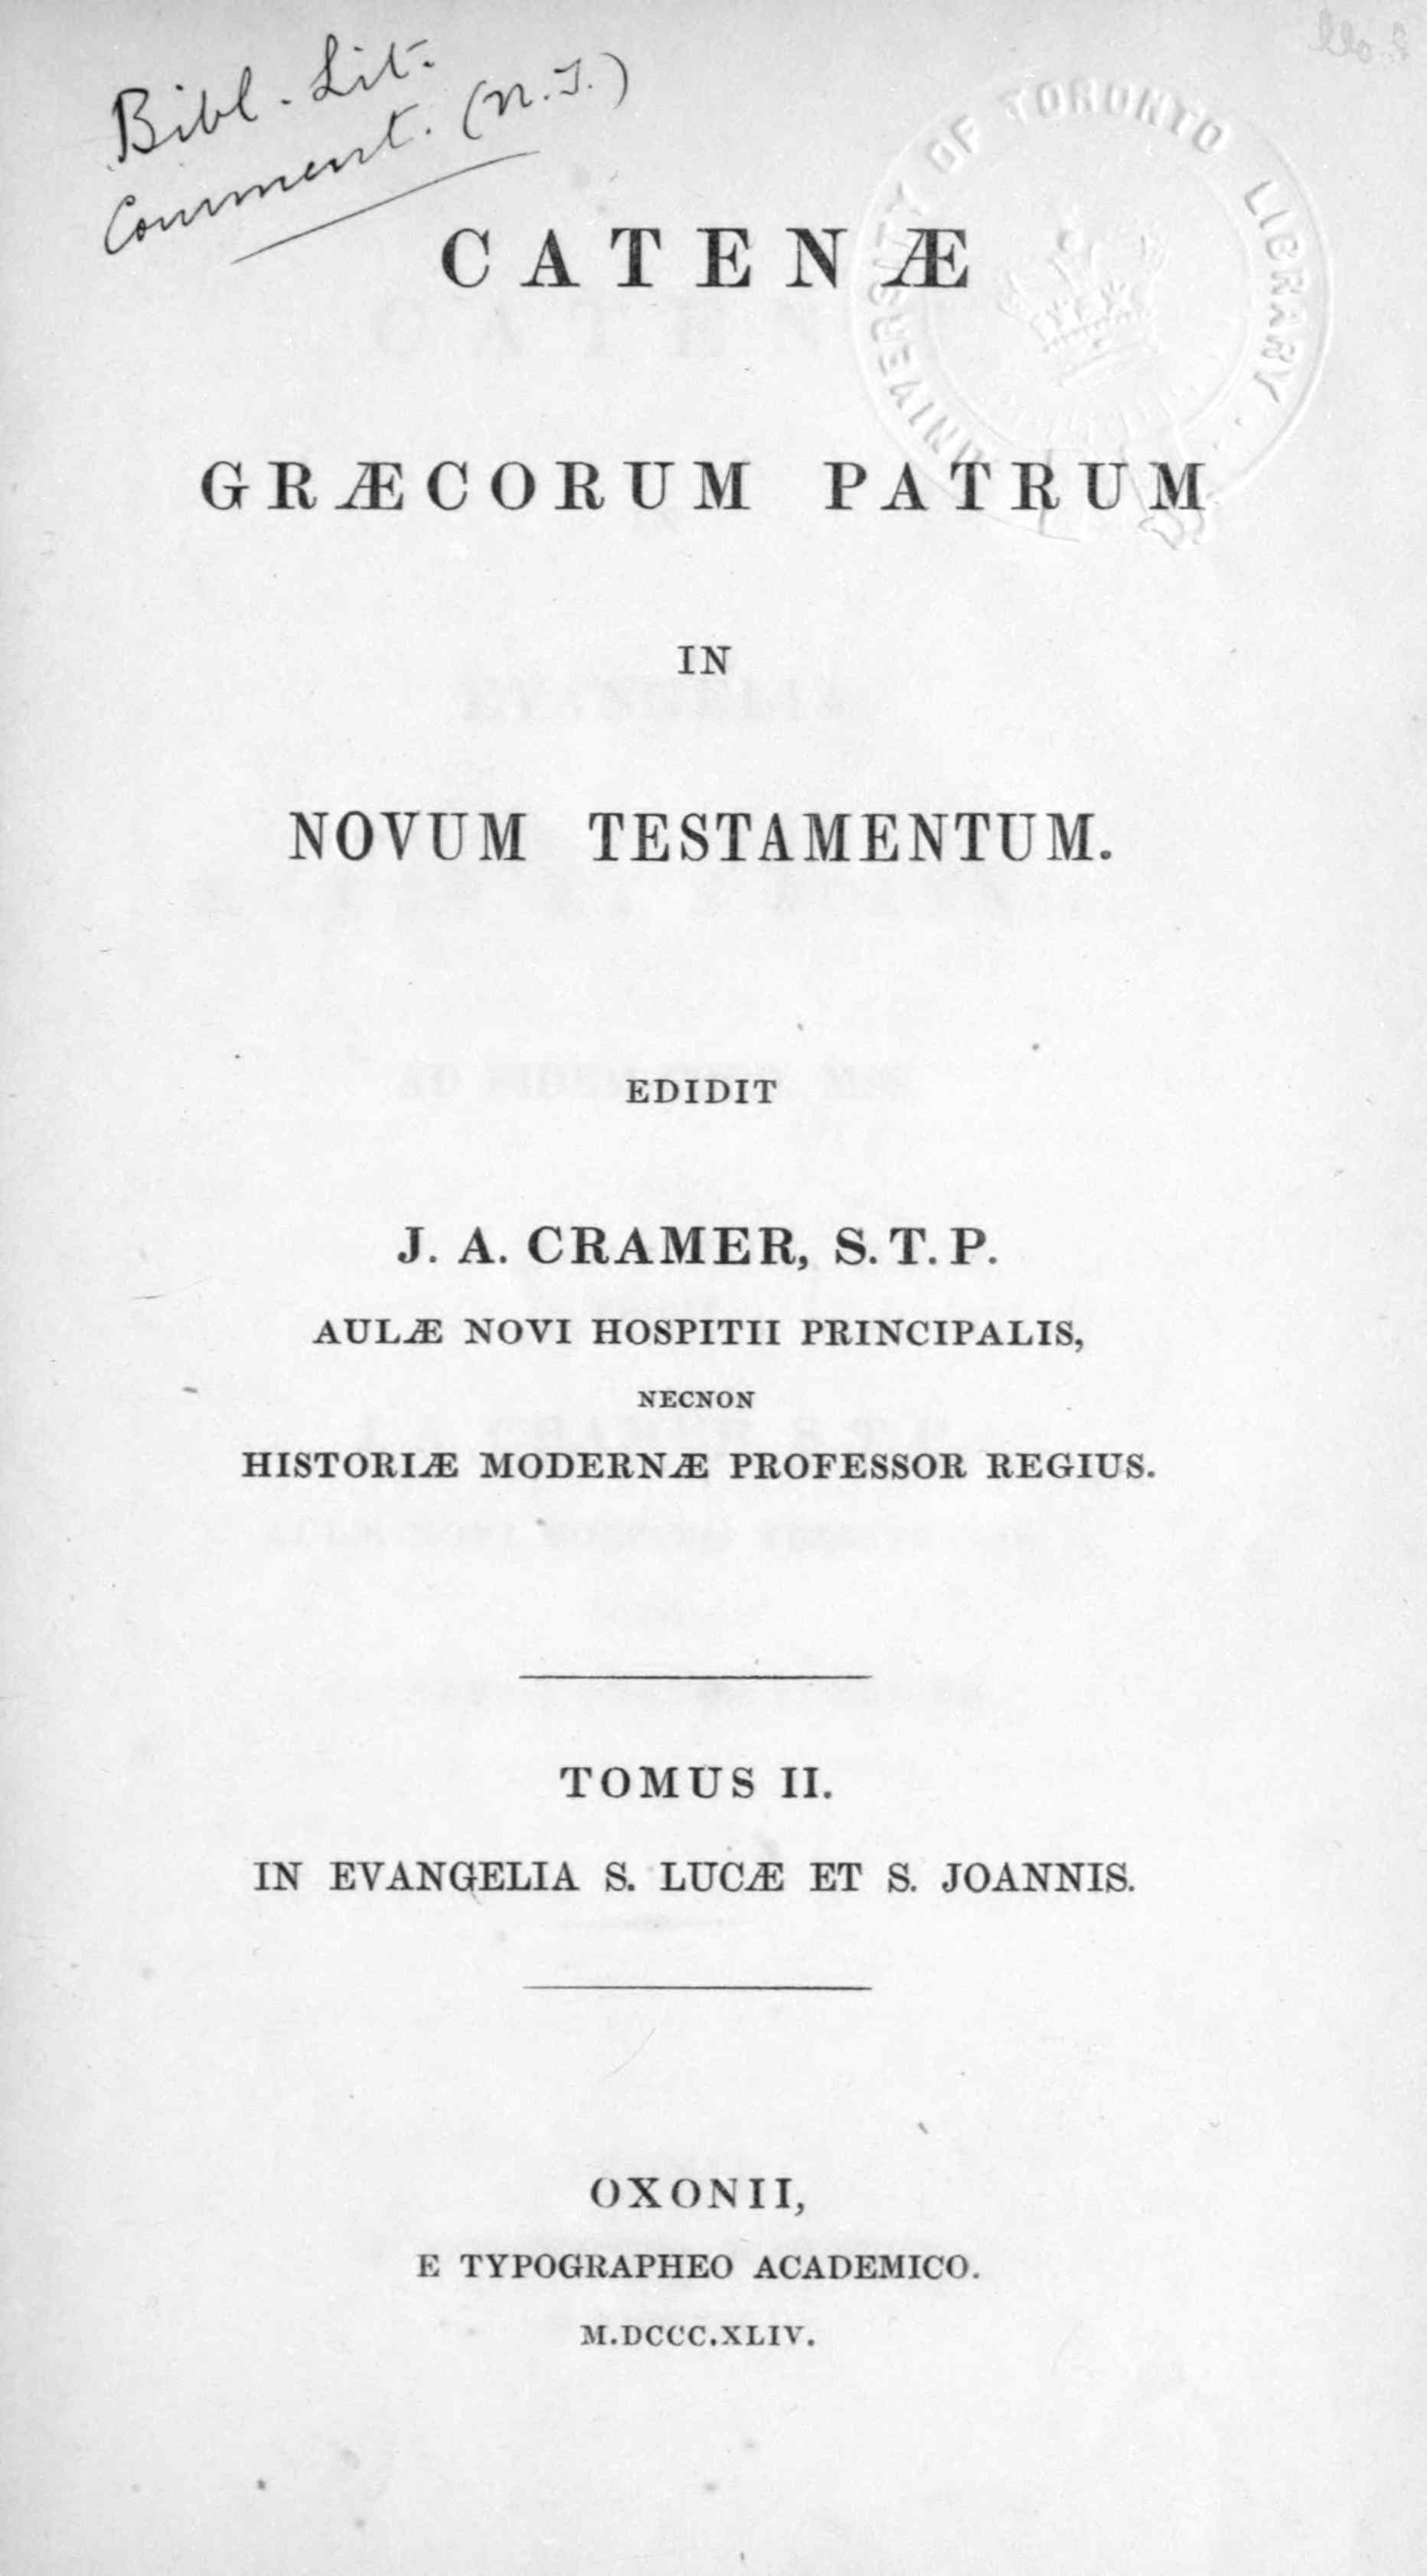 Bibl. Lit.
Comment. (N.T.)
UNIVERSITY OF TORONTO LIBRARY
CATENÆ
GRÆCORUM PATRUM
IN
NOVUM TESTAMENTUM.
EDIDIT
J. A. CRAMER, S. T. P.
AULÆ NOVI HOSPITII PRINCIPALIS,
NECNON
HISTORIÆ MODERNÆ PROFESSOR REGIUS.
TOMUS II.
IN EVANGELIA S. LUCÆ ET S. JOANNIS.
OXONII,
E TYPOGRAPHEO ACADEMICO.
M.DCCC.XLIV.